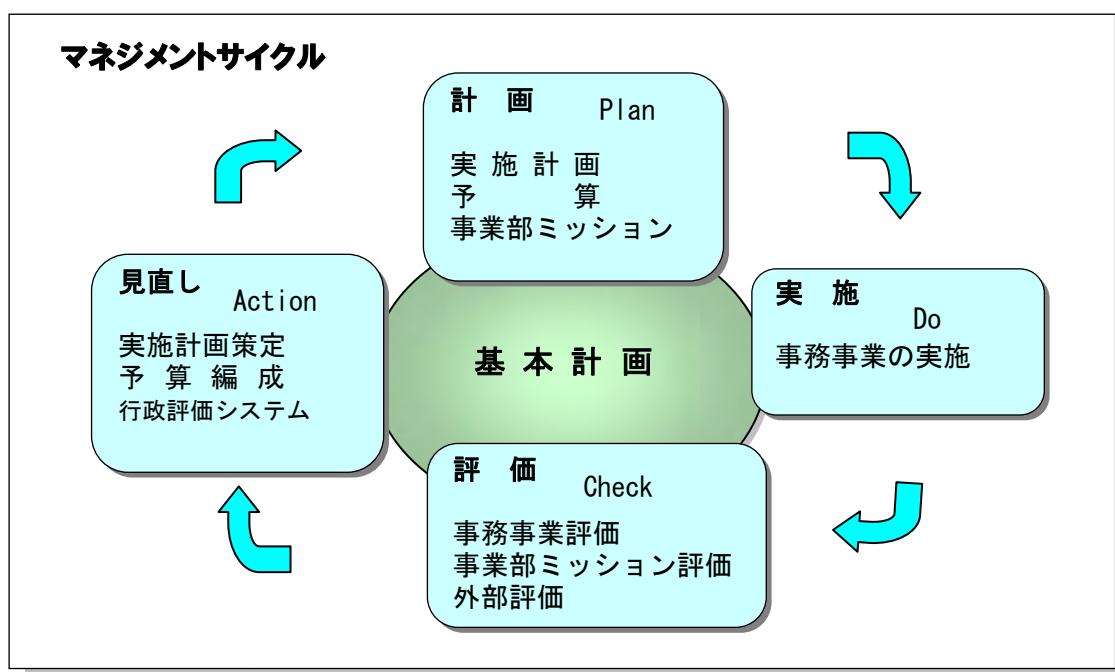 マネジメントサイクル
計　画　Plan
実 施 計 画
予　　　算
事業部ミッション
実　施　Do
事務事業の実施
基 本 計 画
評　価　Check
事務事業評価
事業部ミッション評価
外部評価
見直し　Action
実施計画策定
予 算 編 成
行政評価システム